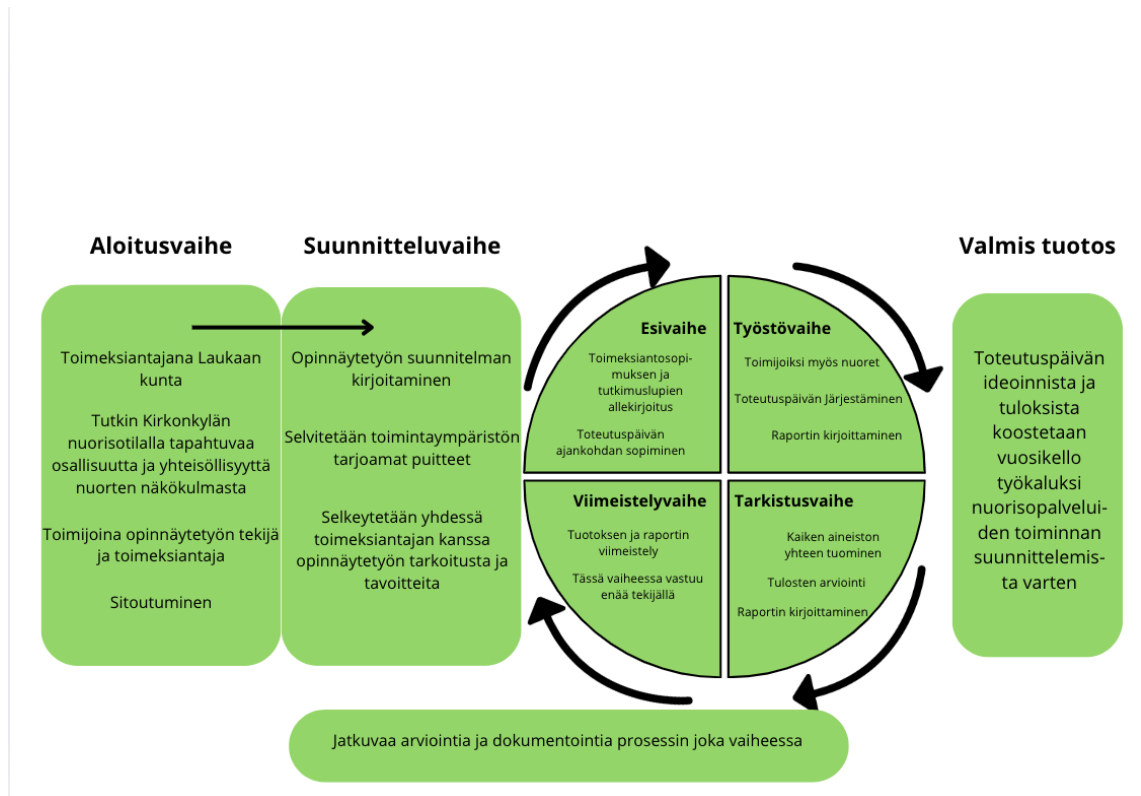 Aloitusvaihe
Toimeksiantajana Laukaan
kunta
Tutkin Kirkonkylän
nuorisotilalla tapahtuvaa
osallisuutta ja yhteisöllisyyttä
nuorten näkökulmasta
Toimijoina opinnäytetyön tekijä
ja toimeksiantaja
Sitoutuminen
Suunnitteluvaihe
Opinnäytetyön suunnitelman
kirjoitaminen
Selvitetään toimintaympäristön
tarjoamat puitteet
Selkeytetään yhdessä
toimeksiantajan kanssa
opinnäytetyön tarkoitusta ja
tavoitteita
Esivaihe
Toimeksiantosopi-
muksen ja
tutkimuslupien
allekirjoitus
Toteutuspäivän
ajankohdan sopiminen
Työstövaihe
Toimijoiksi myös nuoret
Toteutuspäivän Järjestäminen
Raportin kirjoittaminen
Viimeistelyvaihe
Tuotoksen ja raportin
viimeistely
Tässä vaiheessa vastuu
enää tekijällä
Tarkistusvaihe
Kaiken aineiston
yhteen tuominen
Tulosten arviointi
Raportin kirjoittaminen
Valmis tuotos
Toteutuspäivän
ideoinnista ja
tuloksista
koostetaan
vuosikello
työkaluksi
nuorisopalvelui-
den toiminnan
suunnittelemis-
ta varten
Jatkuvaa arviointia ja dokumentointia prosessin joka vaiheessa